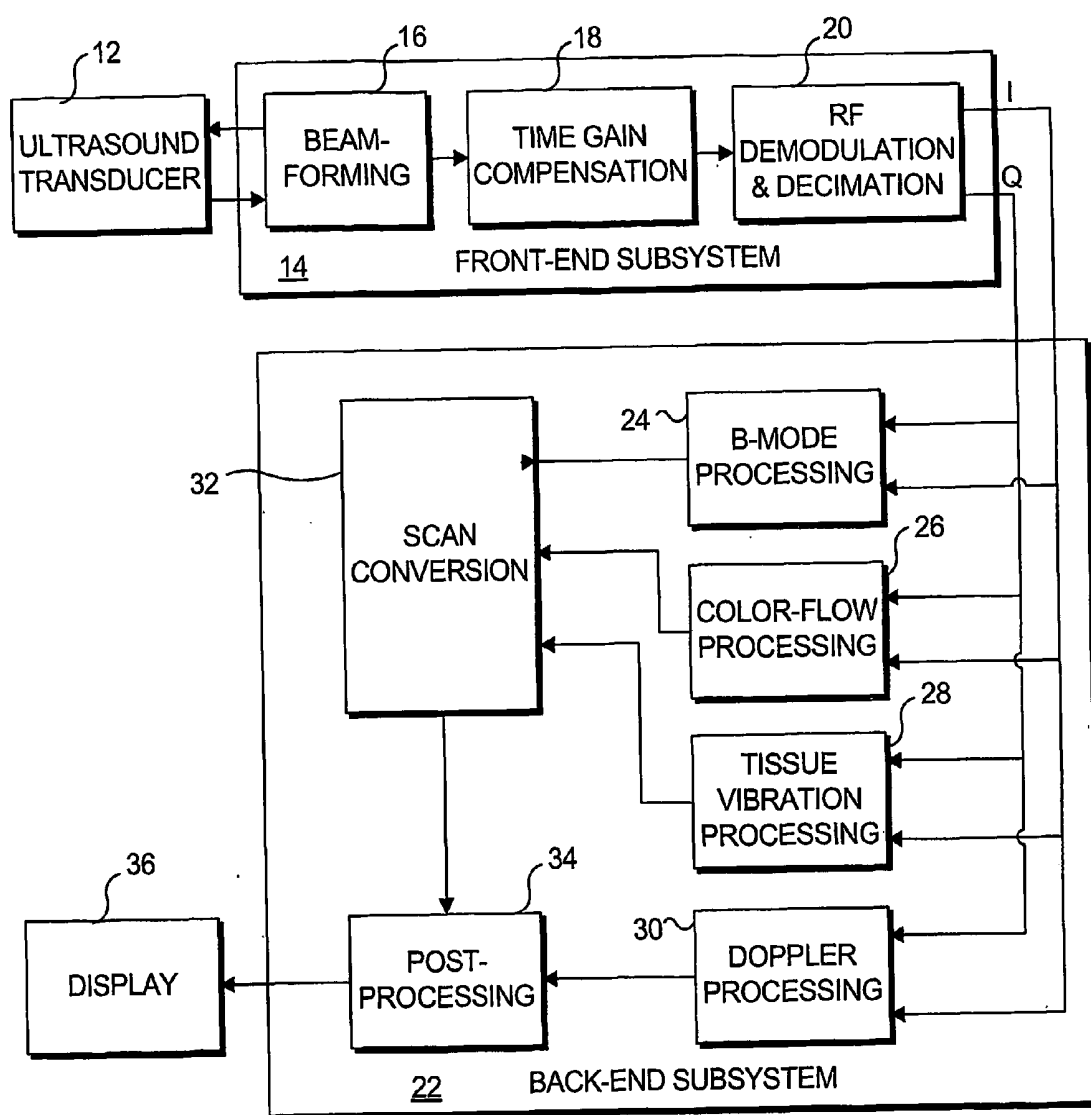 12
16
18
20
ULTRASOUND
TRANSDUCER
BEAM-
FORMING
TIME GAIN
COMPENSATION
RF
DEMODULATION
& DECIMATION
I
Q
14
FRONT-END SUBSYSTEM
32
SCAN
CONVERSION
24
B-MODE
PROCESSING
26
COLOR-FLOW
PROCESSING
28
TISSUE
VIBRATION
PROCESSING
36
DISPLAY
34
POST-
PROCESSING
30
DOPPLER
PROCESSING
22
BACK-END SUBSYSTEM